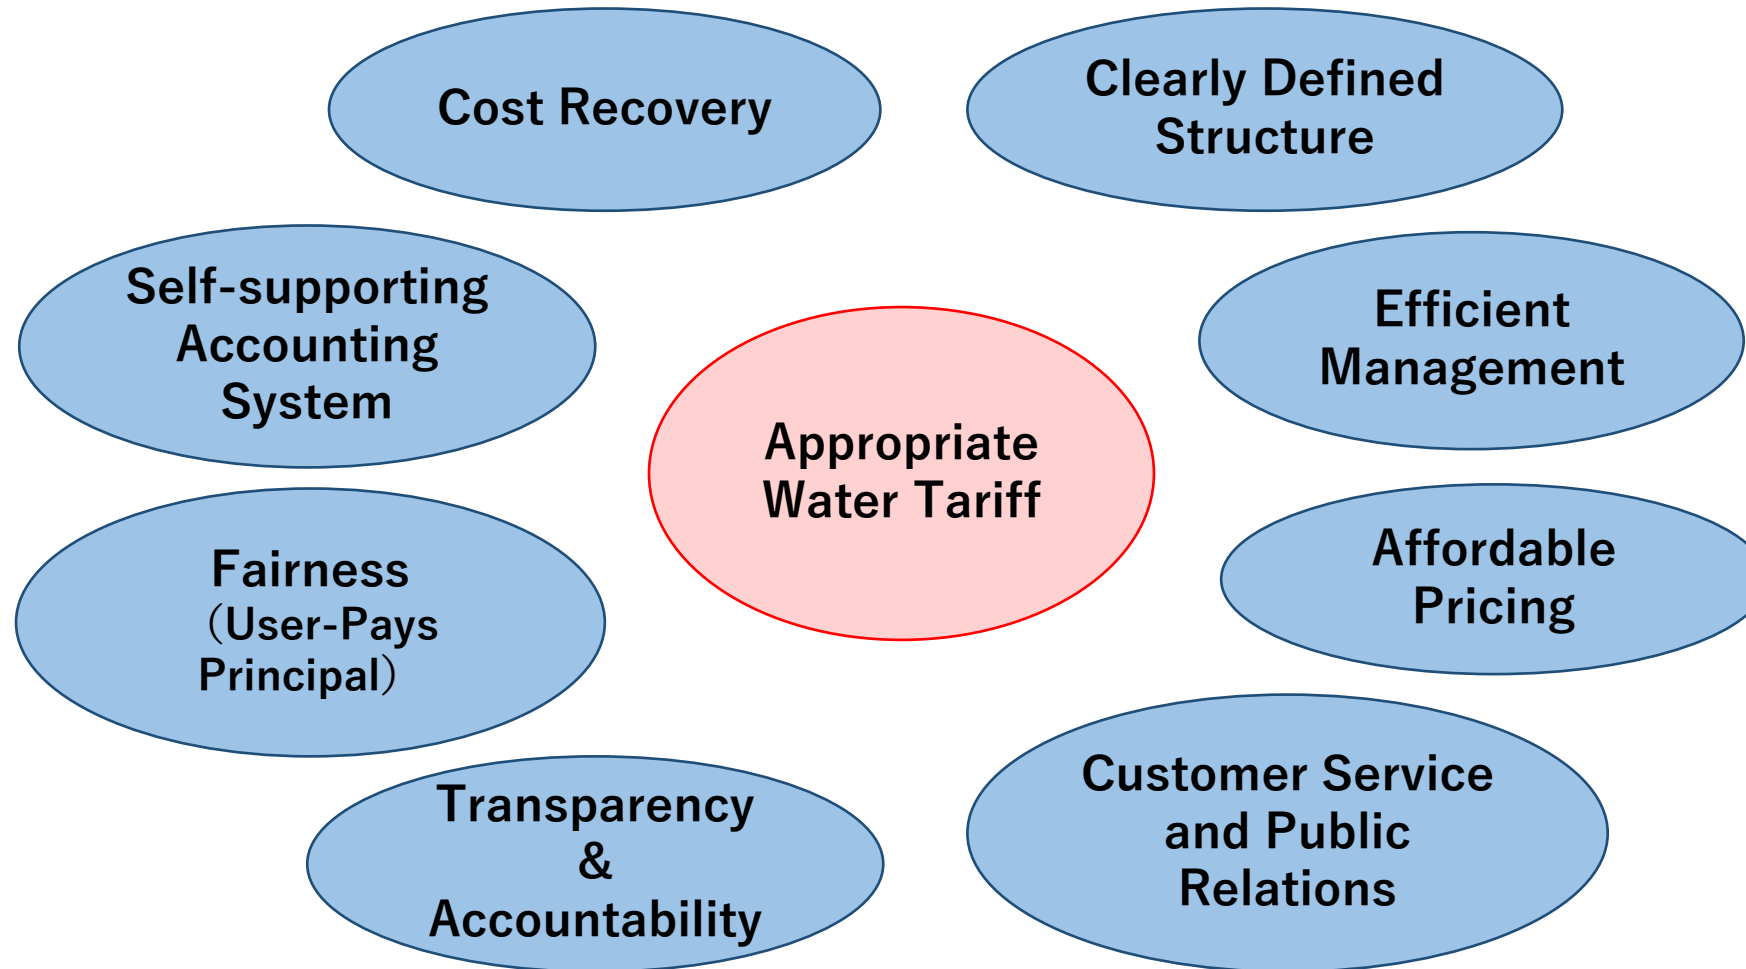 Cost Recovery
Clearly Defined
Structure
Self-supporting
Accounting
System
Efficient
Management
Appropriate
Water Tariff
Fairness
（User-Pays
Principal）
Affordable
Pricing
Transparency
&
Accountability
Customer Service
and Public
Relations